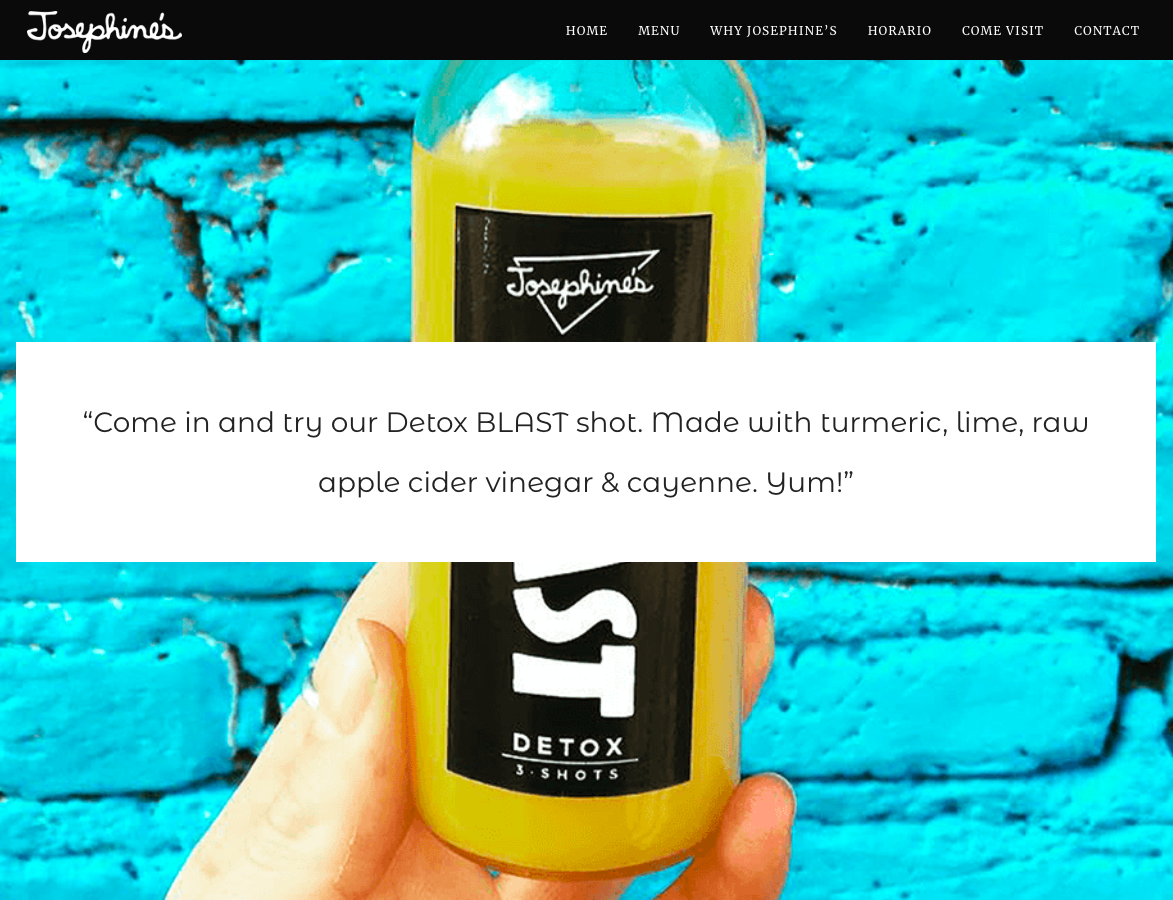 Josephine's
HOME MENU WHY JOSEPHINE’S HORARIO COME VISIT CONTACT
Josephine's
“Come in and try our Detox BLAST shot. Made with turmeric, lime, raw
apple cider vinegar & cayenne. Yum!”
AST
DETOX
3·SHOTS